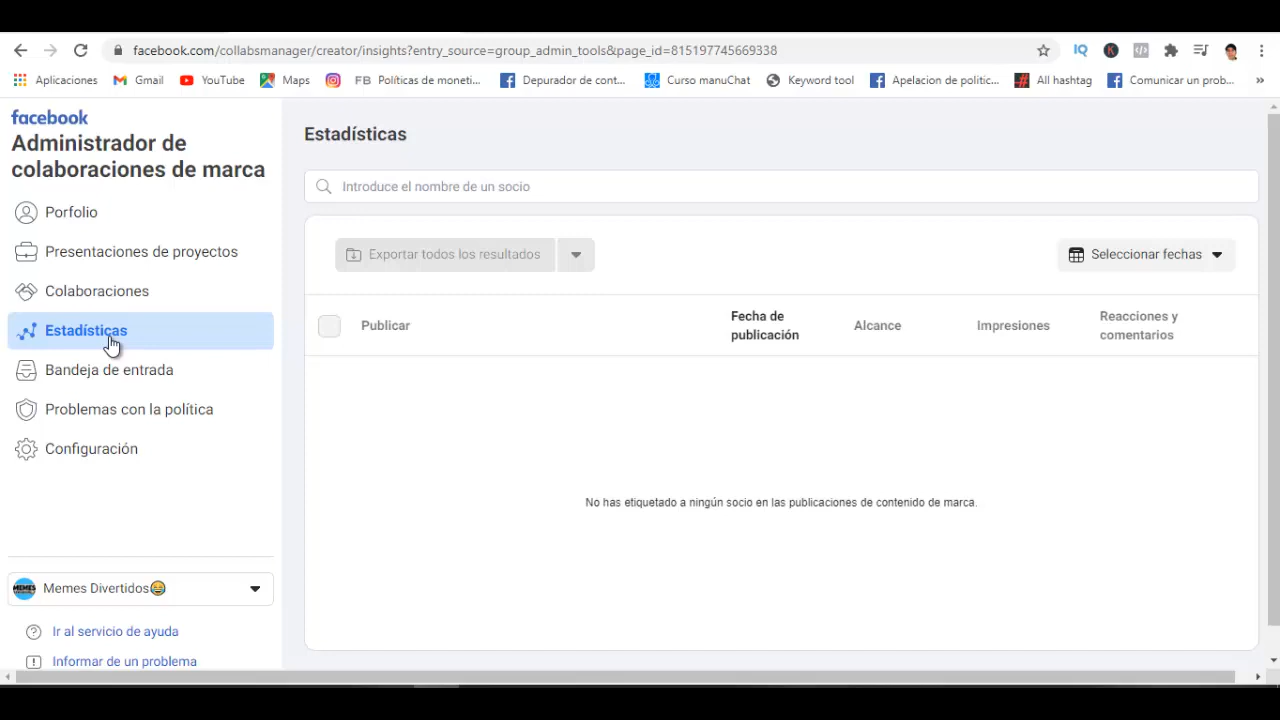 facebook.com/collabsmanager/creator/insights?entry_source=group_admin_tools&page_id=815197745669338
Aplicaciones
Gmail
YouTube
Maps
FB Políticas de moneti...
Depurador de cont...
Curso manuChat
Keyword tool
Apelacion de politic...
All hashtag
Comunicar un prob...
facebook
Administrador de
colaboraciones de marca
Porfolio
Presentaciones de proyectos
Colaboraciones
Estadísticas
Bandeja de entrada
Problemas con la política
Configuración
Memes Divertidos😂
Ir al servicio de ayuda
Informar de un problema
Estadísticas
Introduce el nombre de un socio
Exportar todos los resultados
Seleccionar fechas
Publicar
Fecha de
publicación
Alcance
Impresiones
Reacciones y
comentarios
No has etiquetado a ningún socio en las publicaciones de contenido de marca.